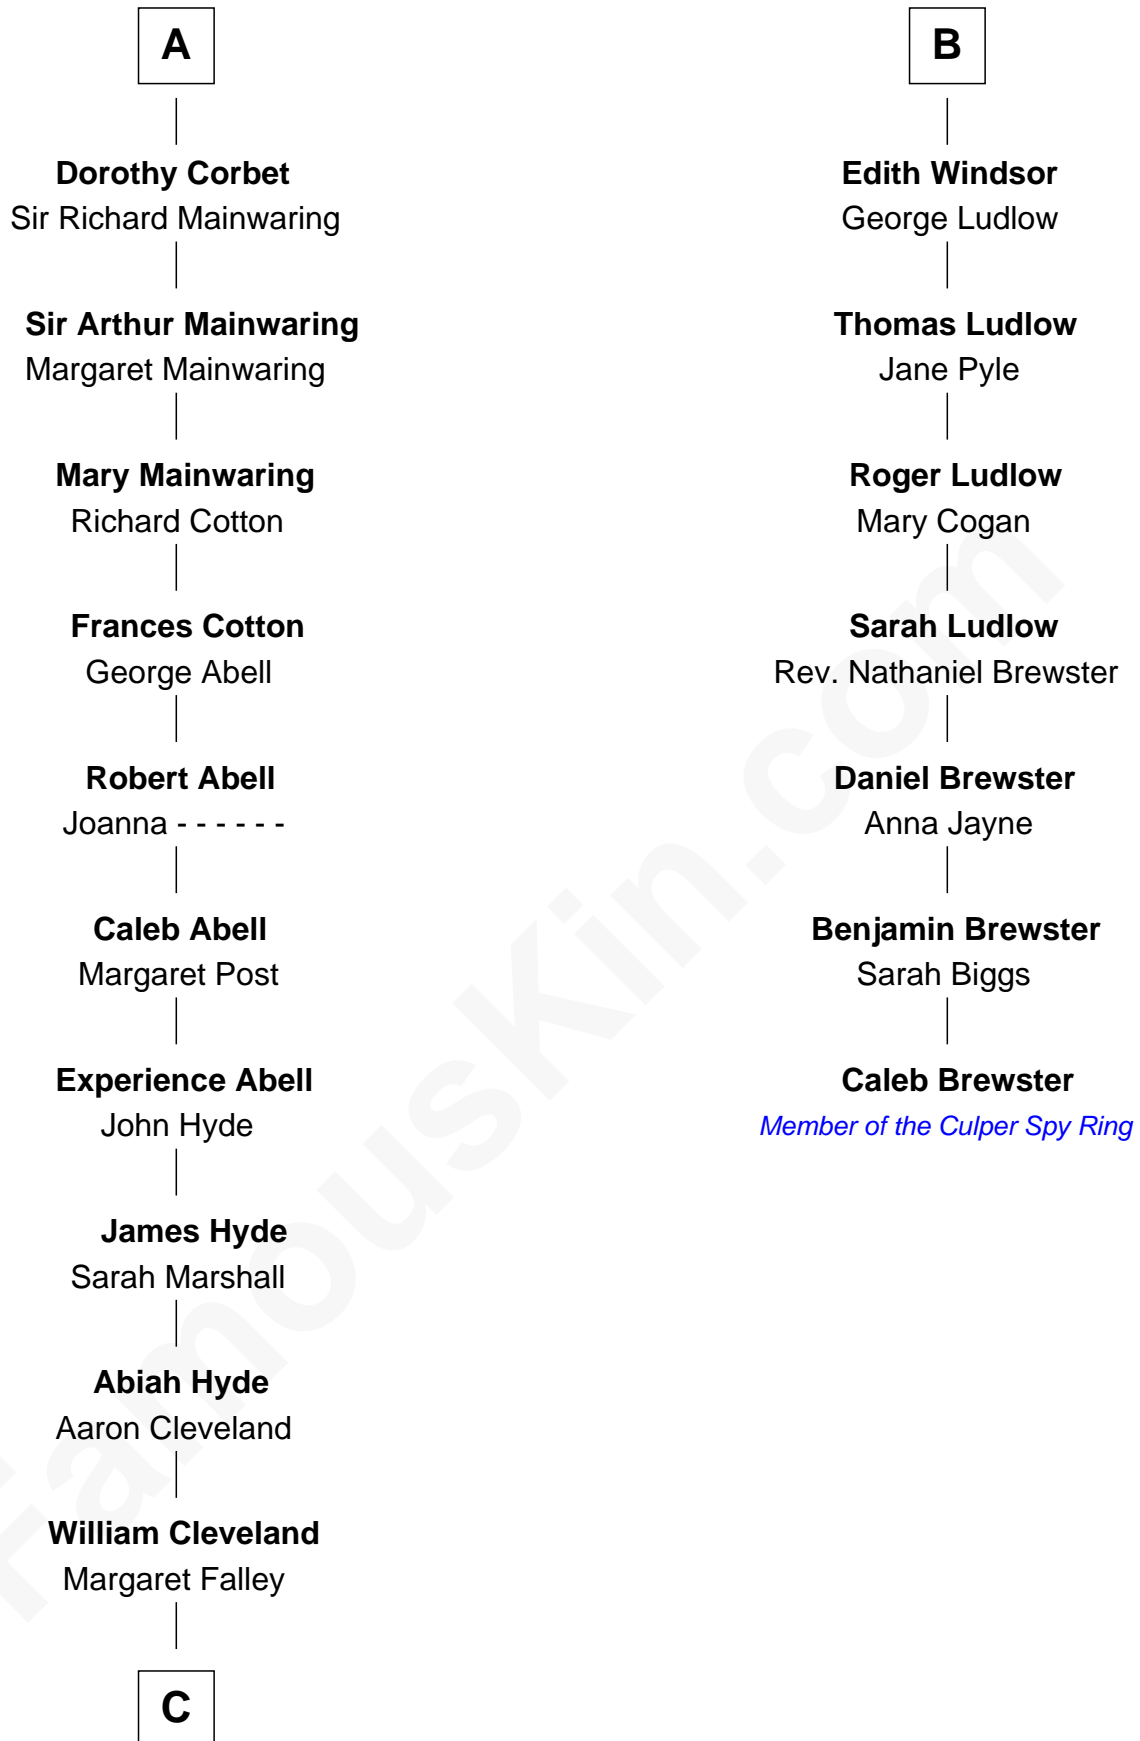 A
Dorothy Corbet
Sir Richard Mainwaring
Sir Arthur Mainwaring
Margaret Mainwaring
Mary Mainwaring
Richard Cotton
Frances Cotton
George Abell
Robert Abell
Joanna - - - - - -
Caleb Abell
Margaret Post
Experience Abell
John Hyde
James Hyde
Sarah Marshall
Abiah Hyde
Aaron Cleveland
William Cleveland
Margaret Falley
C
B
Edith Windsor
George Ludlow
Thomas Ludlow
Jane Pyle
Roger Ludlow
Mary Cogan
Sarah Ludlow
Rev. Nathaniel Brewster
Daniel Brewster
Anna Jayne
Benjamin Brewster
Sarah Biggs
Caleb Brewster
Member of the Culper Spy Ring
FamousKin.com